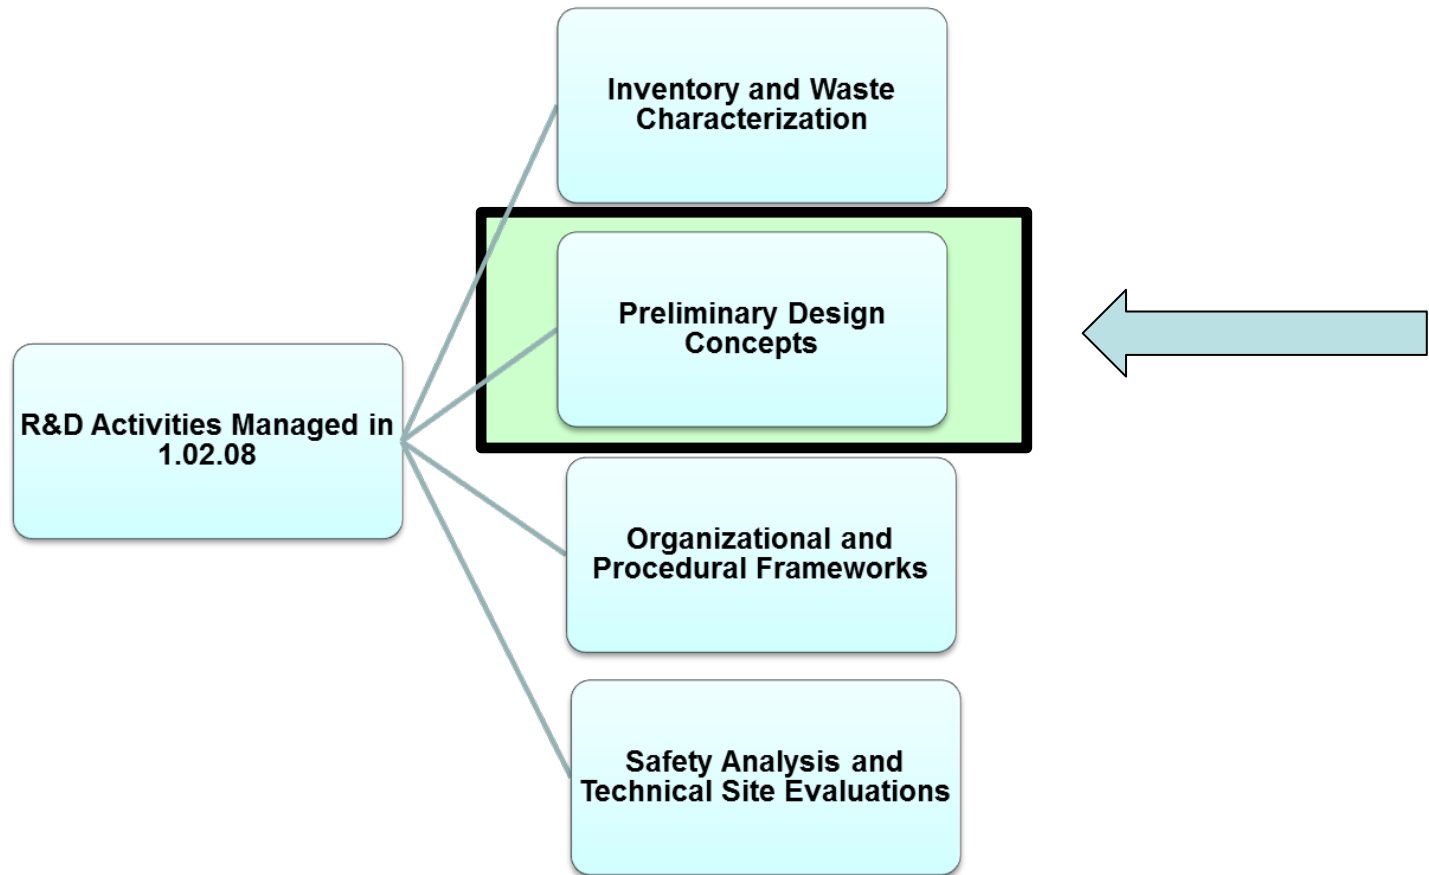 Inventory and Waste
Characterization
Preliminary Design
Concepts
R&D Activities Managed in
1.02.08
Organizational and
Procedural Frameworks
Safety Analysis and
Technical Site Evaluations